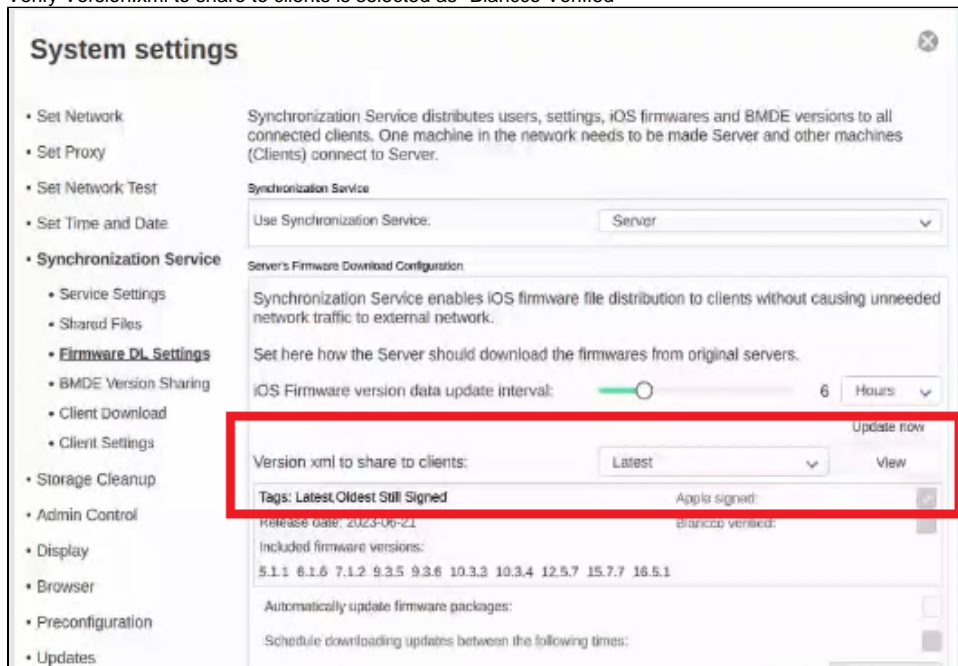 Verify Version.xml to share to clients is selected as "Blancco Verified"
System settings
• Set Network
• Set Proxy
• Set Network Test
• Set Time and Date
• Synchronization Service
• Service Settings
• Shared Files
• Firmware DL Settings
• BMDE Version Sharing
• Client Download
• Client Settings
• Storage Cleanup
• Admin Control
• Display
• Browser
• Preconfiguration
• Updates
Synchronization Service distributes users, settings, iOS firmwares and BMDE versions to all
connected clients. One machine in the network needs to be made Server and other machines
(Clients) connect to Server.
Synchronization Service
Use Synchronization Service: Server
Server's Firmware Download Configuration
Synchronization Service enables iOS firmware file distribution to clients without causing unneeded
network traffic to external network.
Set here how the Server should download the firmwares from original servers.
iOS Firmware version data update interval: 6 Hours
Update now
Version xml to share to clients: Latest View
Tags: Latest,Oldest Still Signed Apple signed:
Release date: 2023-06-21 Blancco verified:
Included firmware versions:
5.1.1 6.1.6 7.1.2 9.3.5 9.3.6 10.3.3 10.3.4 12.5.7 15.7.7 16.5.1
Automatically update firmware packages:
Schedule downloading updates between the following times: